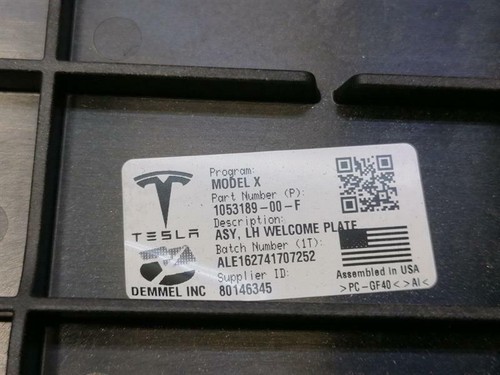 Program:
MODEL X
Part Number (P):
1053189-00-F
Description:
ASY, LH WELCOME PLATE
Batch Number (1T):
ALE162741707252
Supplier ID:
80146345
TESLA
DEMMEL INC
Assembled in USA
>PC-GF40<>Al<